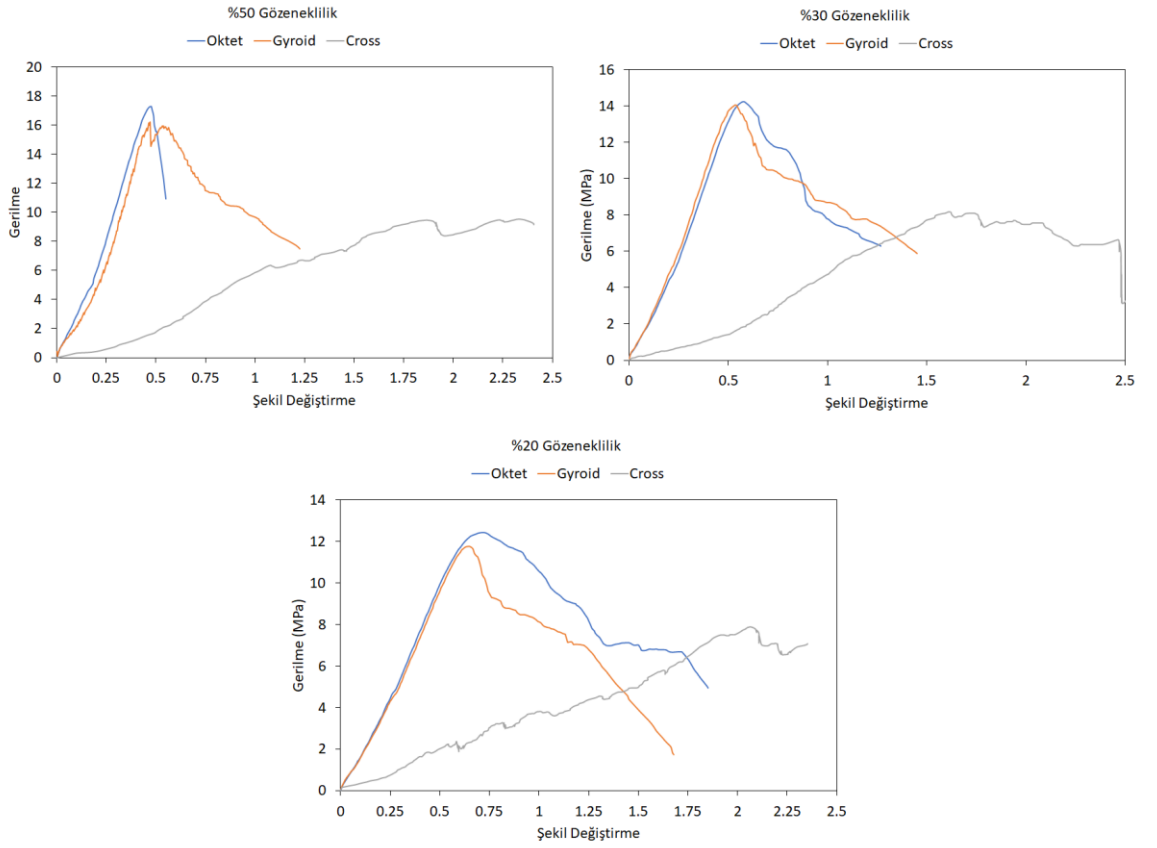 %50 Gözeneklilik
Oktet Gyroid Cross
20
18
16
14
12
10
8
6
4
2
0
Gerilme
0 0.25 0.5 0.75 1 1.25 1.5 1.75 2 2.25 2.5
Şekil Değiştirme
%30 Gözeneklilik
Oktet Gyroid Cross
16
14
12
10
8
6
4
2
0
Gerilme (MPa)
0 0.5 1 1.5 2 2.5
Şekil Değiştirme
%20 Gözeneklilik
Oktet Gyroid Cross
14
12
10
8
6
4
2
0
Gerilme (MPa)
0 0.25 0.5 0.75 1 1.25 1.5 1.75 2 2.25 2.5
Şekil Değiştirme